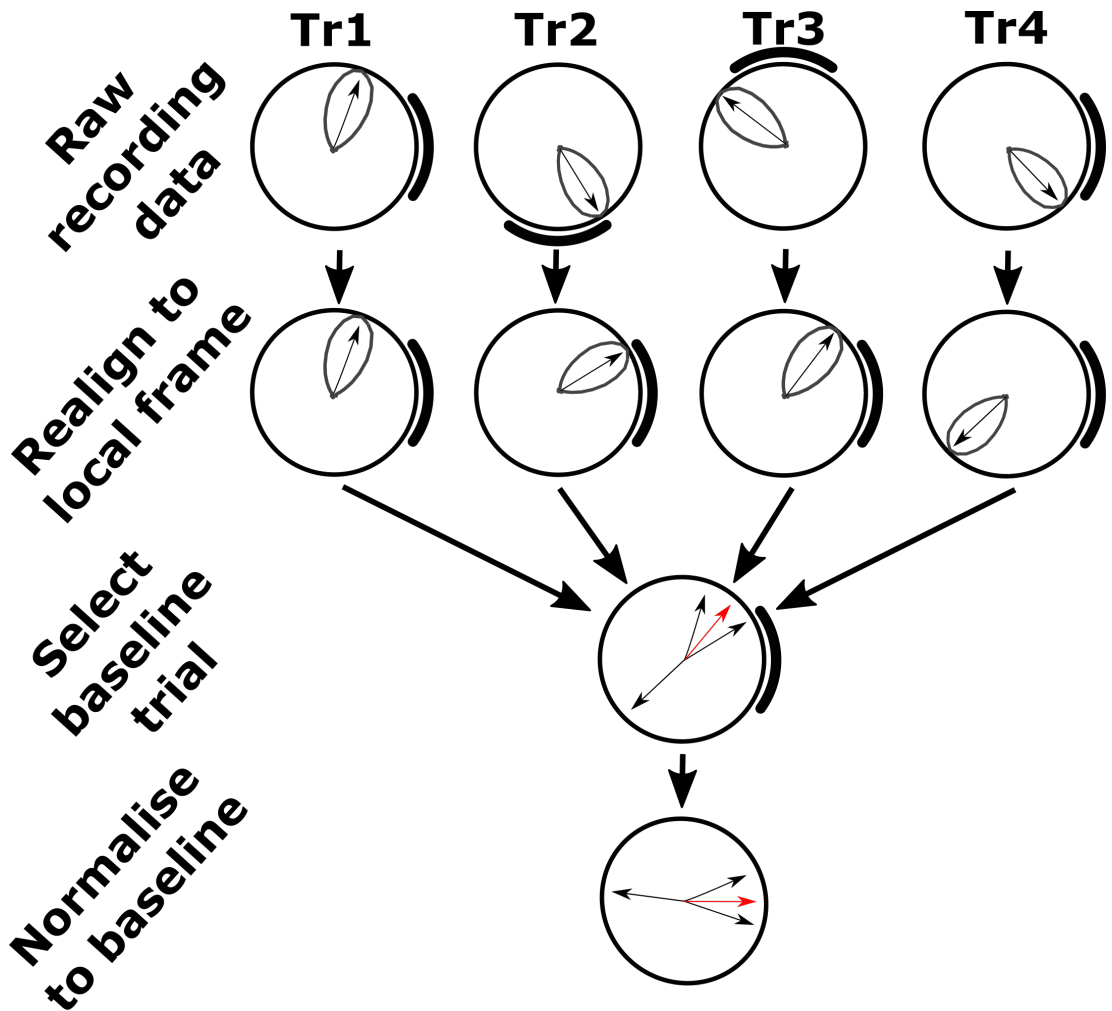 Tr1 Tr2 Tr3 Tr4
Raw
recording
data
Realign to
local frame
Select
baseline
trial
Normalise
to baseline